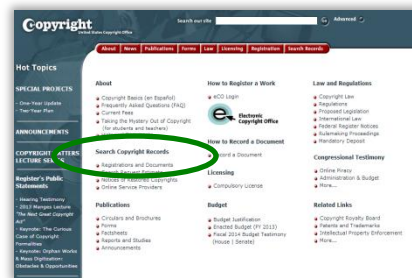 Copyright
United States Copyright Office
Search our site
Go
Advanced
About
News
Publications
Forms
Law
Licensing
Registration
Search Records
Hot Topics
SPECIAL PROJECTS
- One-Year Update
- Two-Year Plan
ANNOUNCEMENTS
COPYRIGHT MATTERS
LECTURE SERIES
Register's Public
Statements
- Hearing Testimony
- 2013 Manges Lecture
"The Next Great Copyright
Act"
- Keynote: The Curious
Case of Copyright
Formalities
- Keynote: Orphan Works
& Mass Digitization:
Obstacles & Opportunities
About
Copyright Basics (en Español)
Frequently Asked Questions (FAQ)
Current Fees
Taking the Mystery Out of Copyright
(for students and teachers)
Search Copyright Records
Registrations and Documents
Search Request Estimate
Notices of Restored Copyrights
Online Service Providers
Publications
Circulars and Brochures
Forms
Factsheets
Reports and Studies
Announcements
How to Register a Work
eCO Login
Electronic
Copyright Office
How to Record a Document
Record a Document
Licensing
Compulsory License
Budget
Budget Justification
Enacted Budget (FY 2013)
Fiscal 2014 Budget Testimony
(House | Senate)
Law and Regulations
Copyright Law
Regulations
Proposed Legislation
International Law
Federal Register Notices
Rulemaking Proceedings
Mandatory Deposit
Congressional Testimony
Online Piracy
Administration & Budget
More...
Related Links
Copyright Royalty Board
Patents and Trademarks
Intellectual Property Enforcement
More...